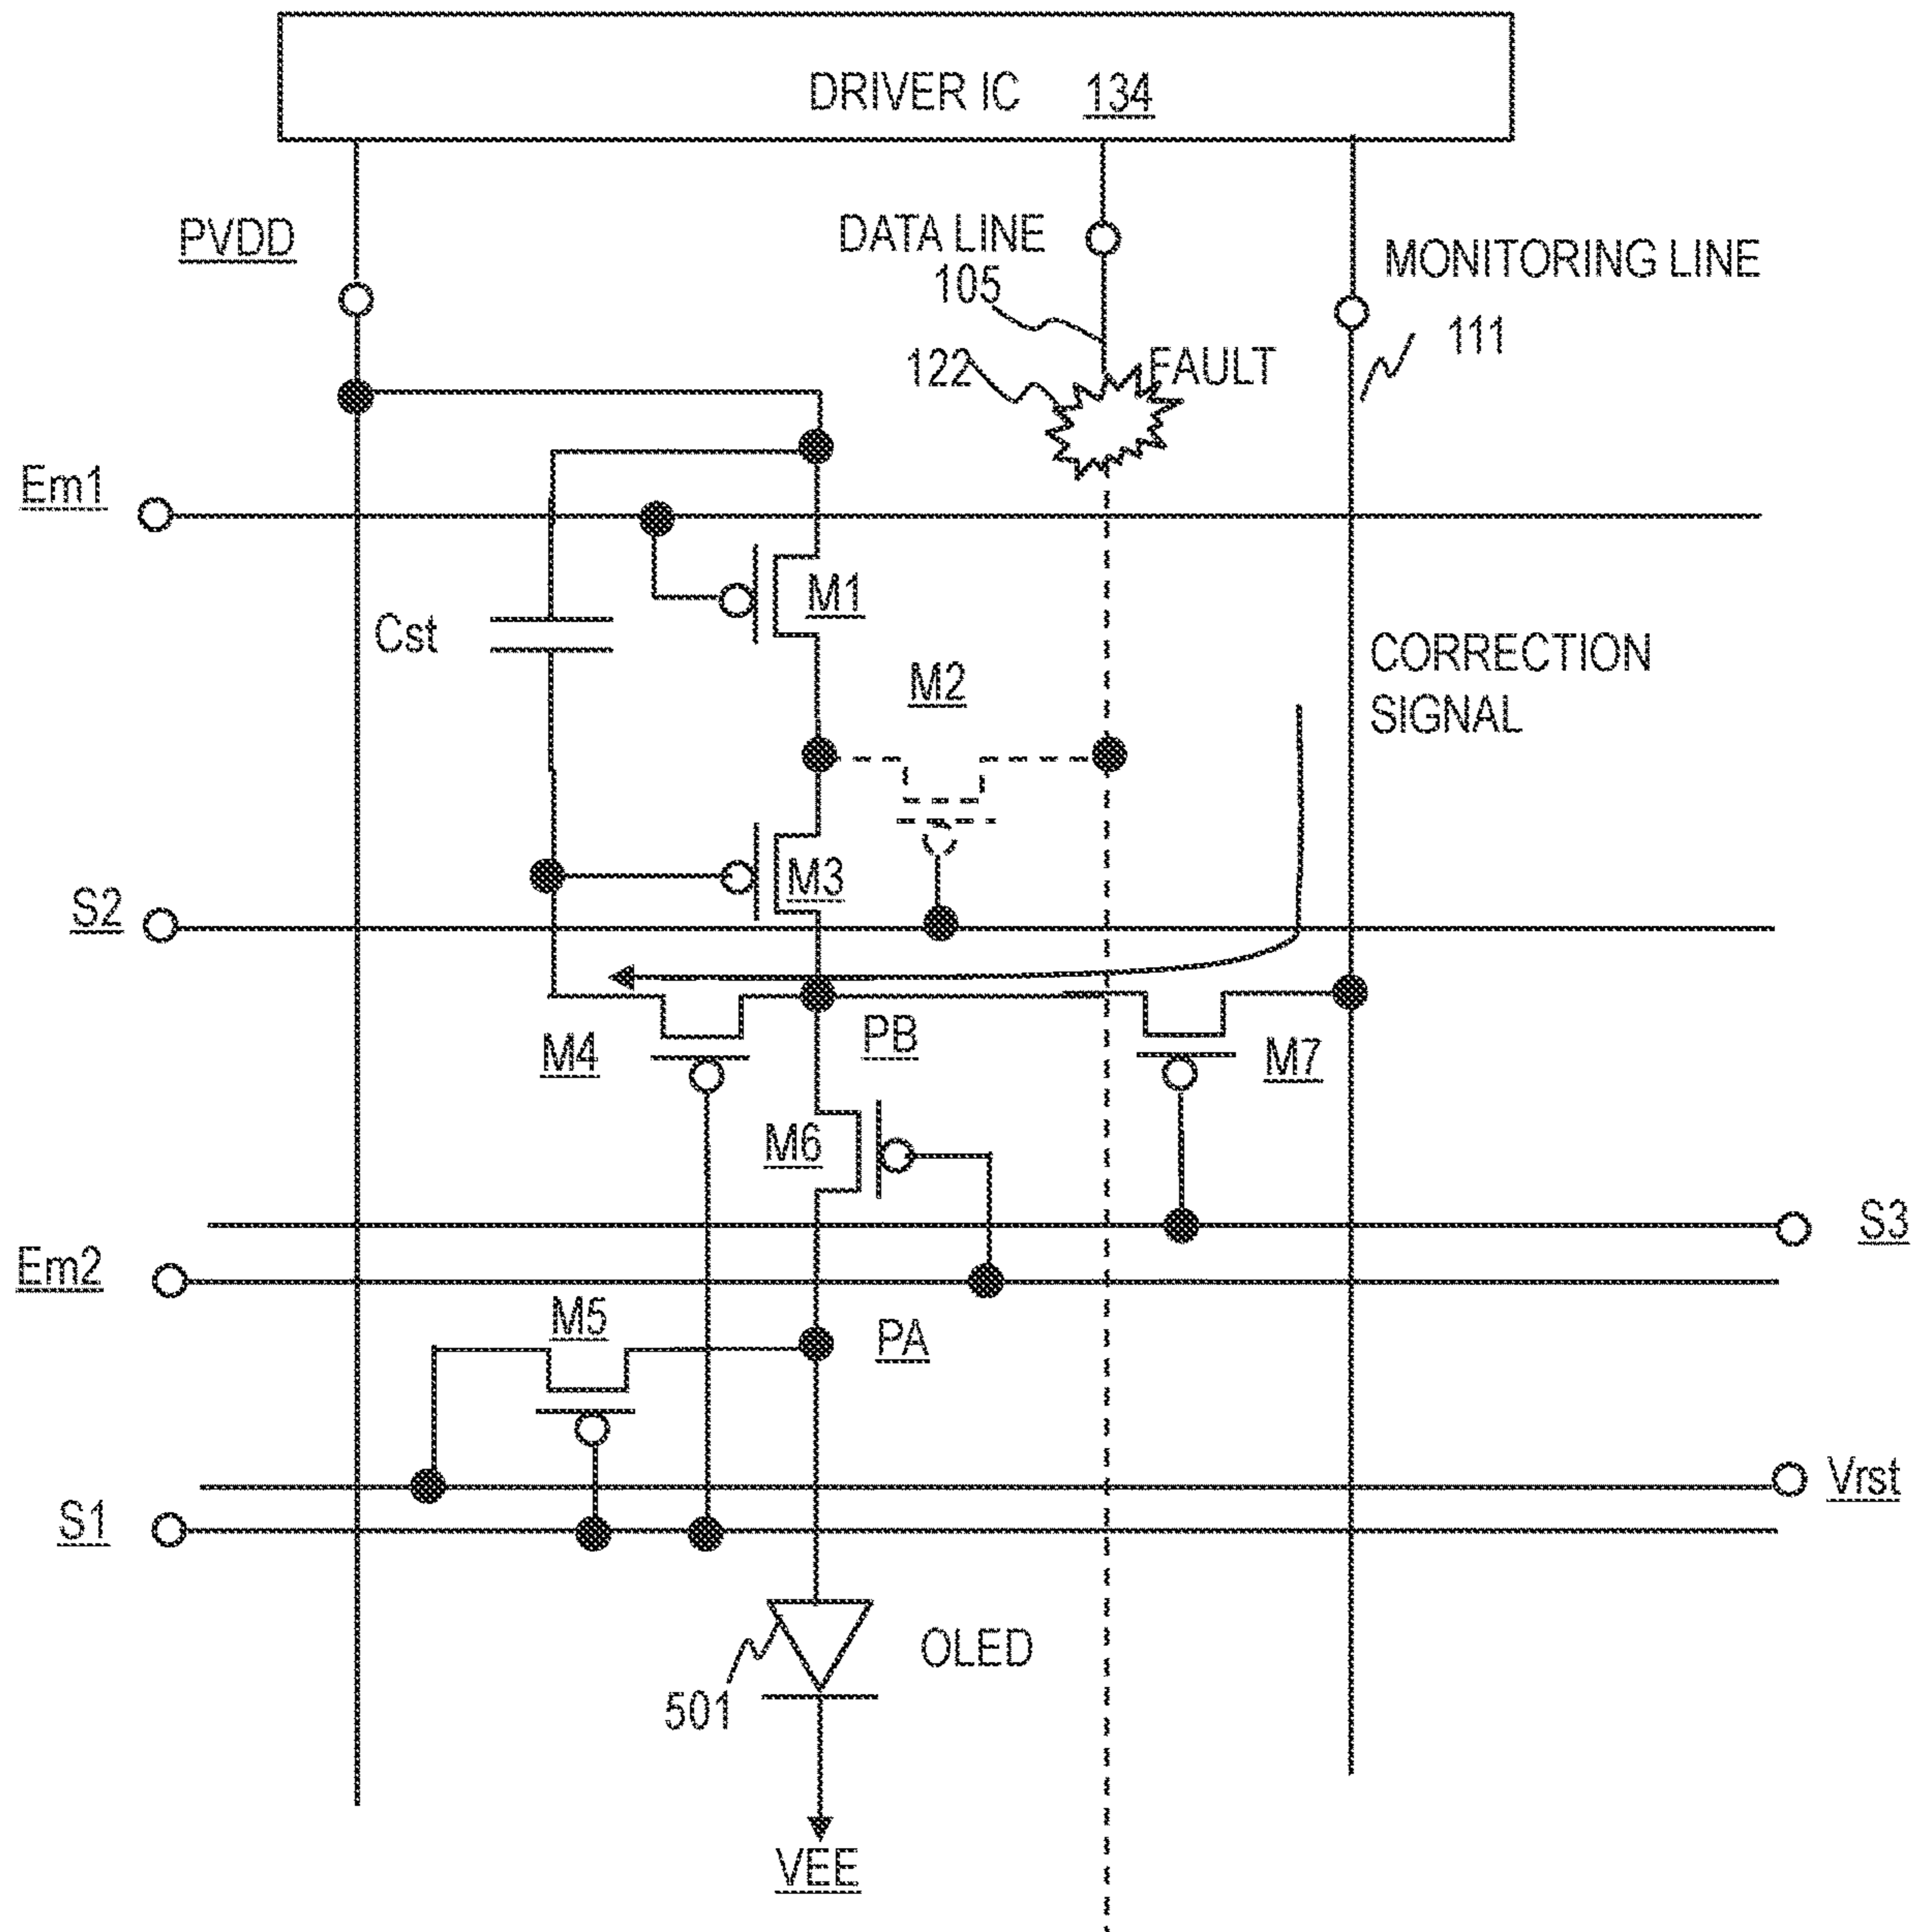 DRIVER IC 134
PVDD
DATA LINE
105
MONITORING LINE
111
122
FAULT
Em1
M1
Cst
CORRECTION
SIGNAL
M2
M3
S2
M4
PB
M7
M6
S3
Em2
M5
PA
Vrst
S1
OLED
501
VEE